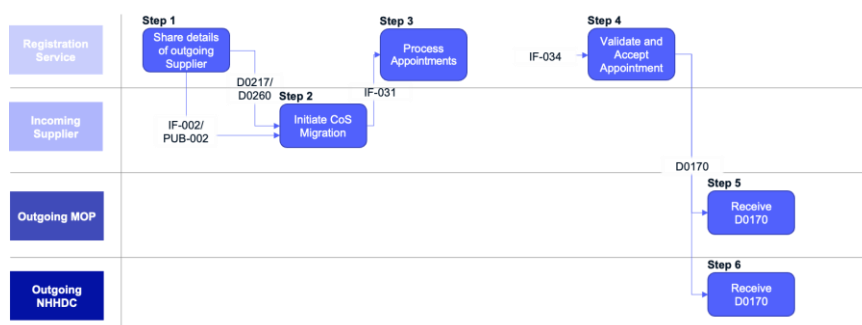 Step 1
Step 3
Step 4
Registration
Service
Share details
of outgoing
Supplier
Process
Appointments
IF-034
Validate and
Accept
Appointment
D0217/
D0260
Step 2
IF-031
Incoming
Supplier
IF-002/
PUB-002
Initiate CoS
Migration
D0170
Step 5
Outgoing MOP
Receive
D0170
Step 6
Outgoing
NHHDC
Receive
D0170